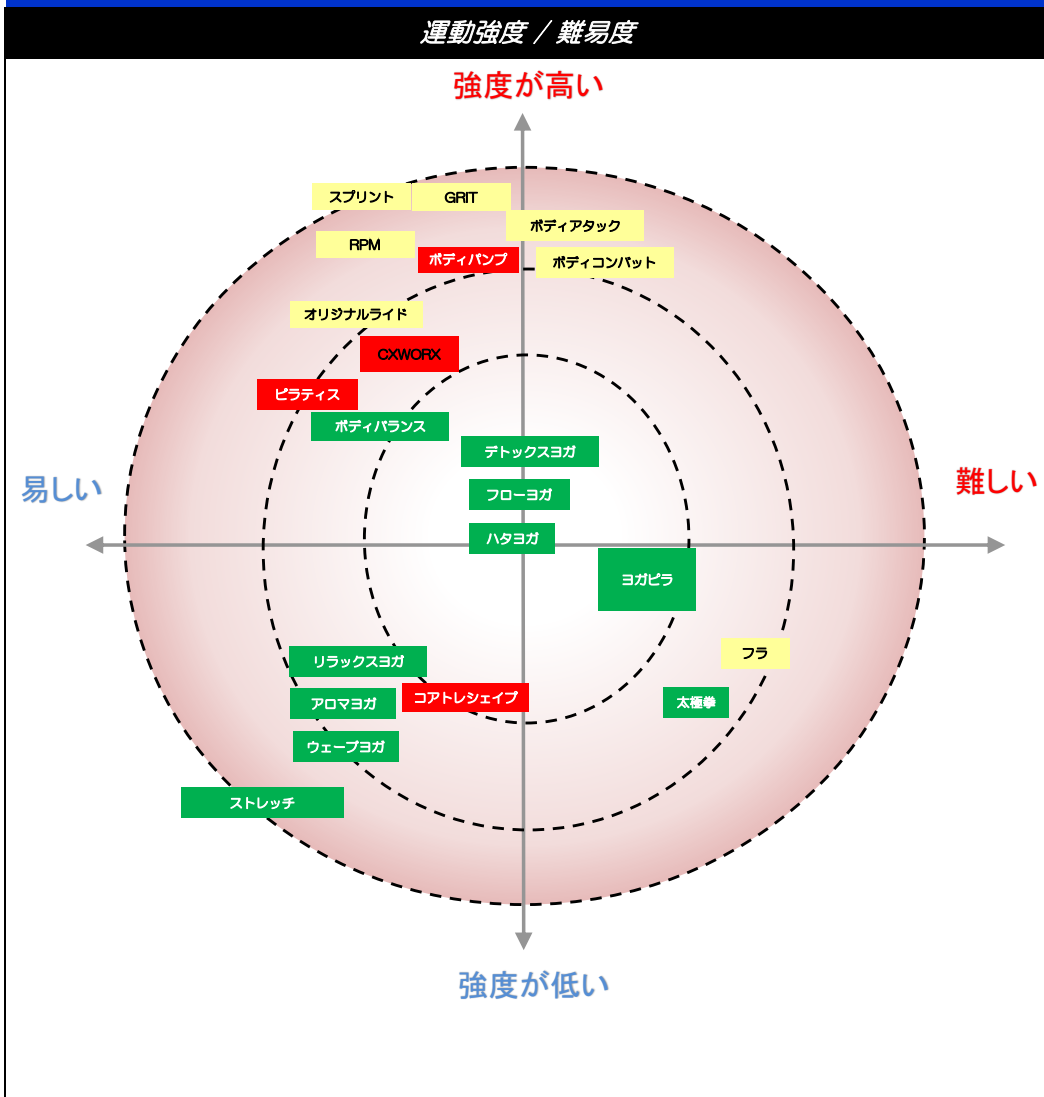 運動強度 / 難易度
強度が高い
スプリント
GRIT
ボディアタック
RPM
ボディパンプ
ボディコンバット
オリジナルライド
CXWORX
ピラティス
ボディバランス
デトックスヨガ
易しい
難しい
フローヨガ
ハタヨガ
ヨガピラ
フラ
リラックスヨガ
コアトレシェイプ
アロマヨガ
太極拳
ウェーブヨガ
ストレッチ
強度が低い